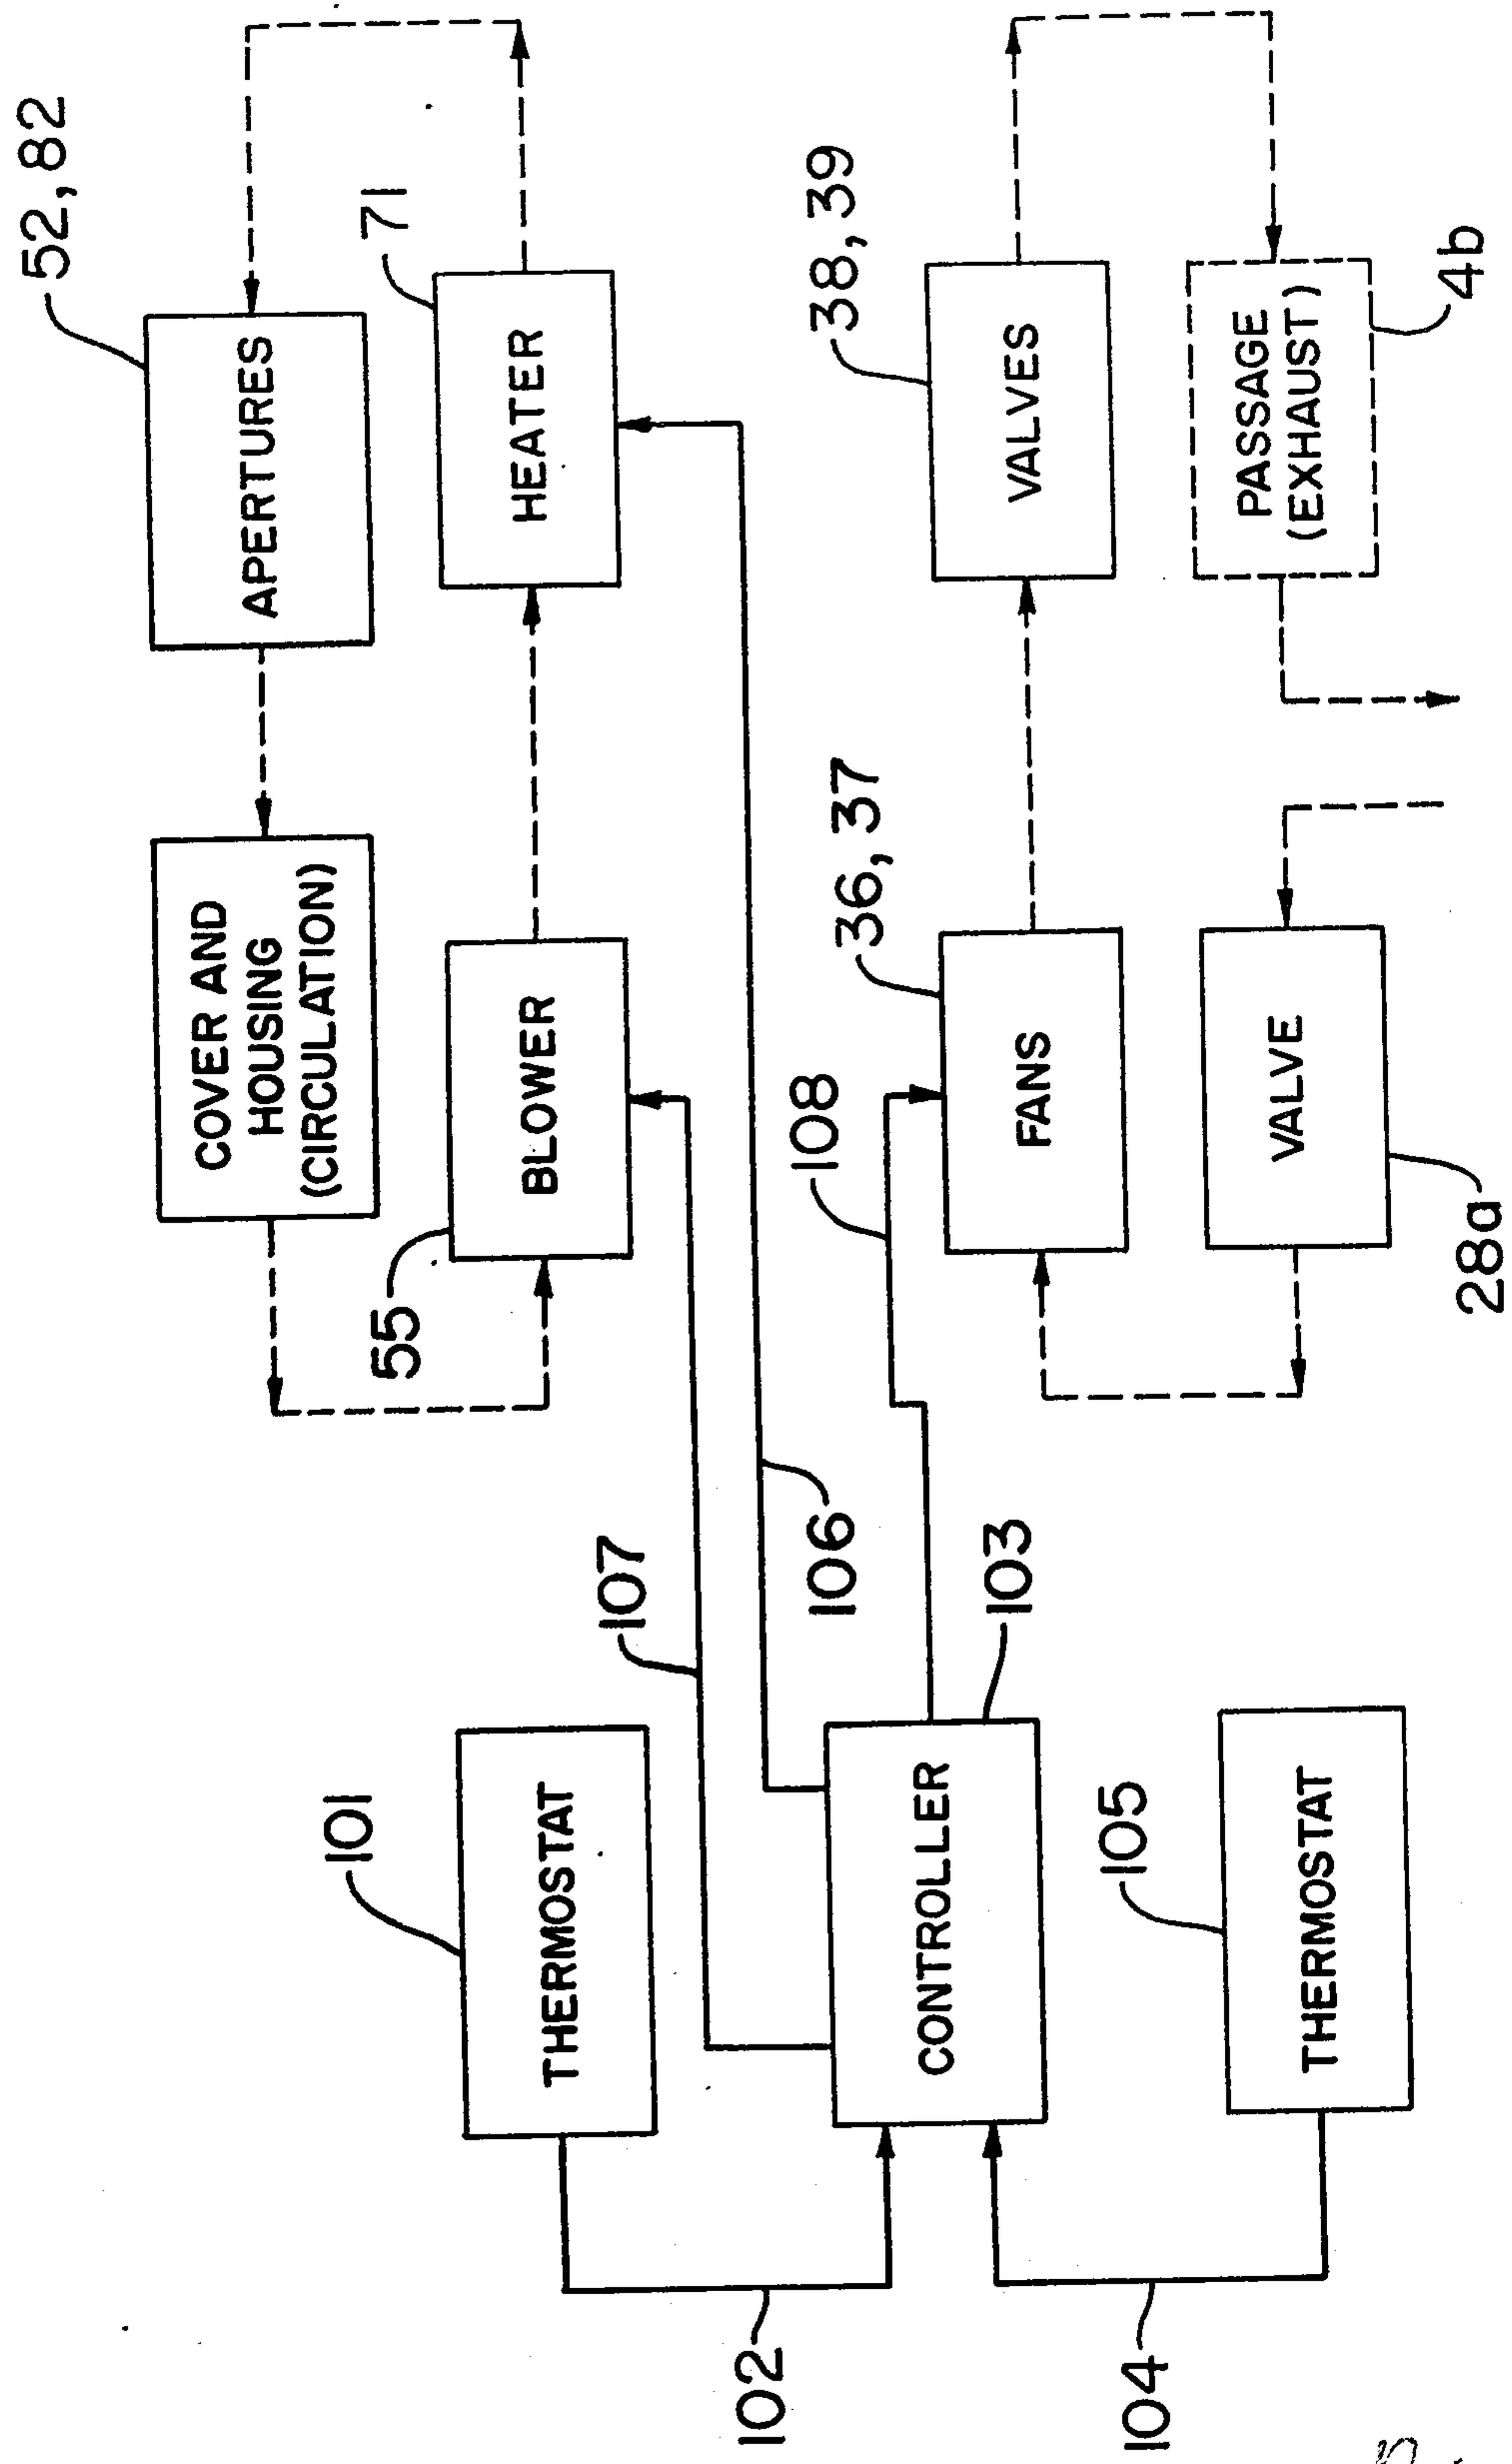 52, 82
APERTURES
COVER AND
HOUSING
(CIRCULATION)
71
HEATER
BLOWER
55
107
106
101
THERMOSTAT
102
CONTROLLER
103
108
36, 37
FANS
38, 39
VALVES
PASSAGE
(EXHAUST)
4b
VALVE
28a
105
THERMOSTAT
104